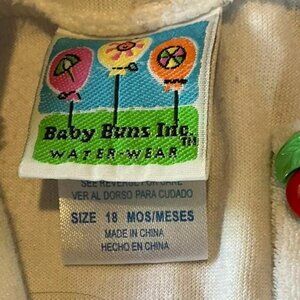 Baby Buns Inc.™
WATER-WEAR
SEE REVERSE FOR CARE
VER AL DORSO PARA CUIDADO
SIZE 18 MOS/MESES
MADE IN CHINA
HECHO EN CHINA